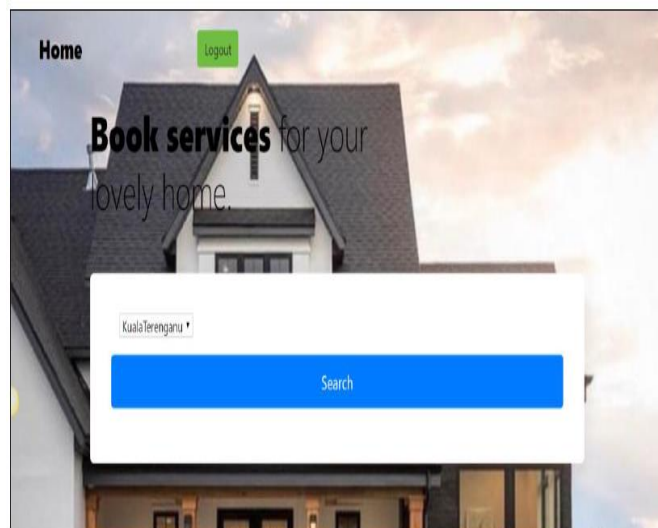 Home
Logout
Book services for your
lovely home.
KualaTerenganu
Search